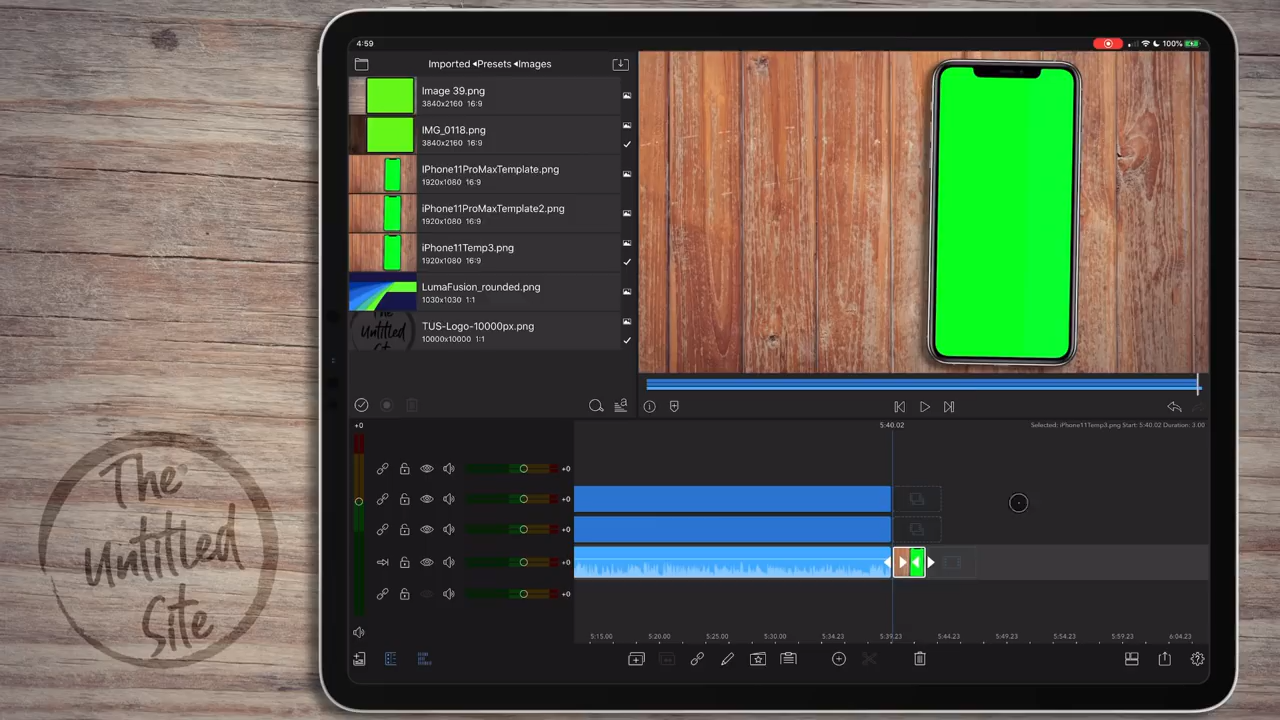 4:59
100%
Imported ◂Presets ◂Images
Image 39.png
3840x2160 16:9
IMG_0118.png
3840x2160 16:9
IPhone11ProMaxTemplate.png
1920x1080 16:9
iPhone11ProMaxTemplate2.png
1920x1080 16:9
iPhone11Temp3.png
1920x1080 16:9
LumaFusion_rounded.png
1030x1030 1:1
The
Untitled
Site
TUS-Logo-10000px.png
10000x10000 1:1
+0
5:40.02
Selected: iPhone11Temp3.png Start: 5:40.02 Duration: 3.00
+0
+0
+0
+0
+0
5:15.00 5:20.00 5:25.00 5:30.00 5:34.23 5:39.23 5:44.23 5:49.23 5:54.23 5:59.23 6:04.23
The
Untitled
Site